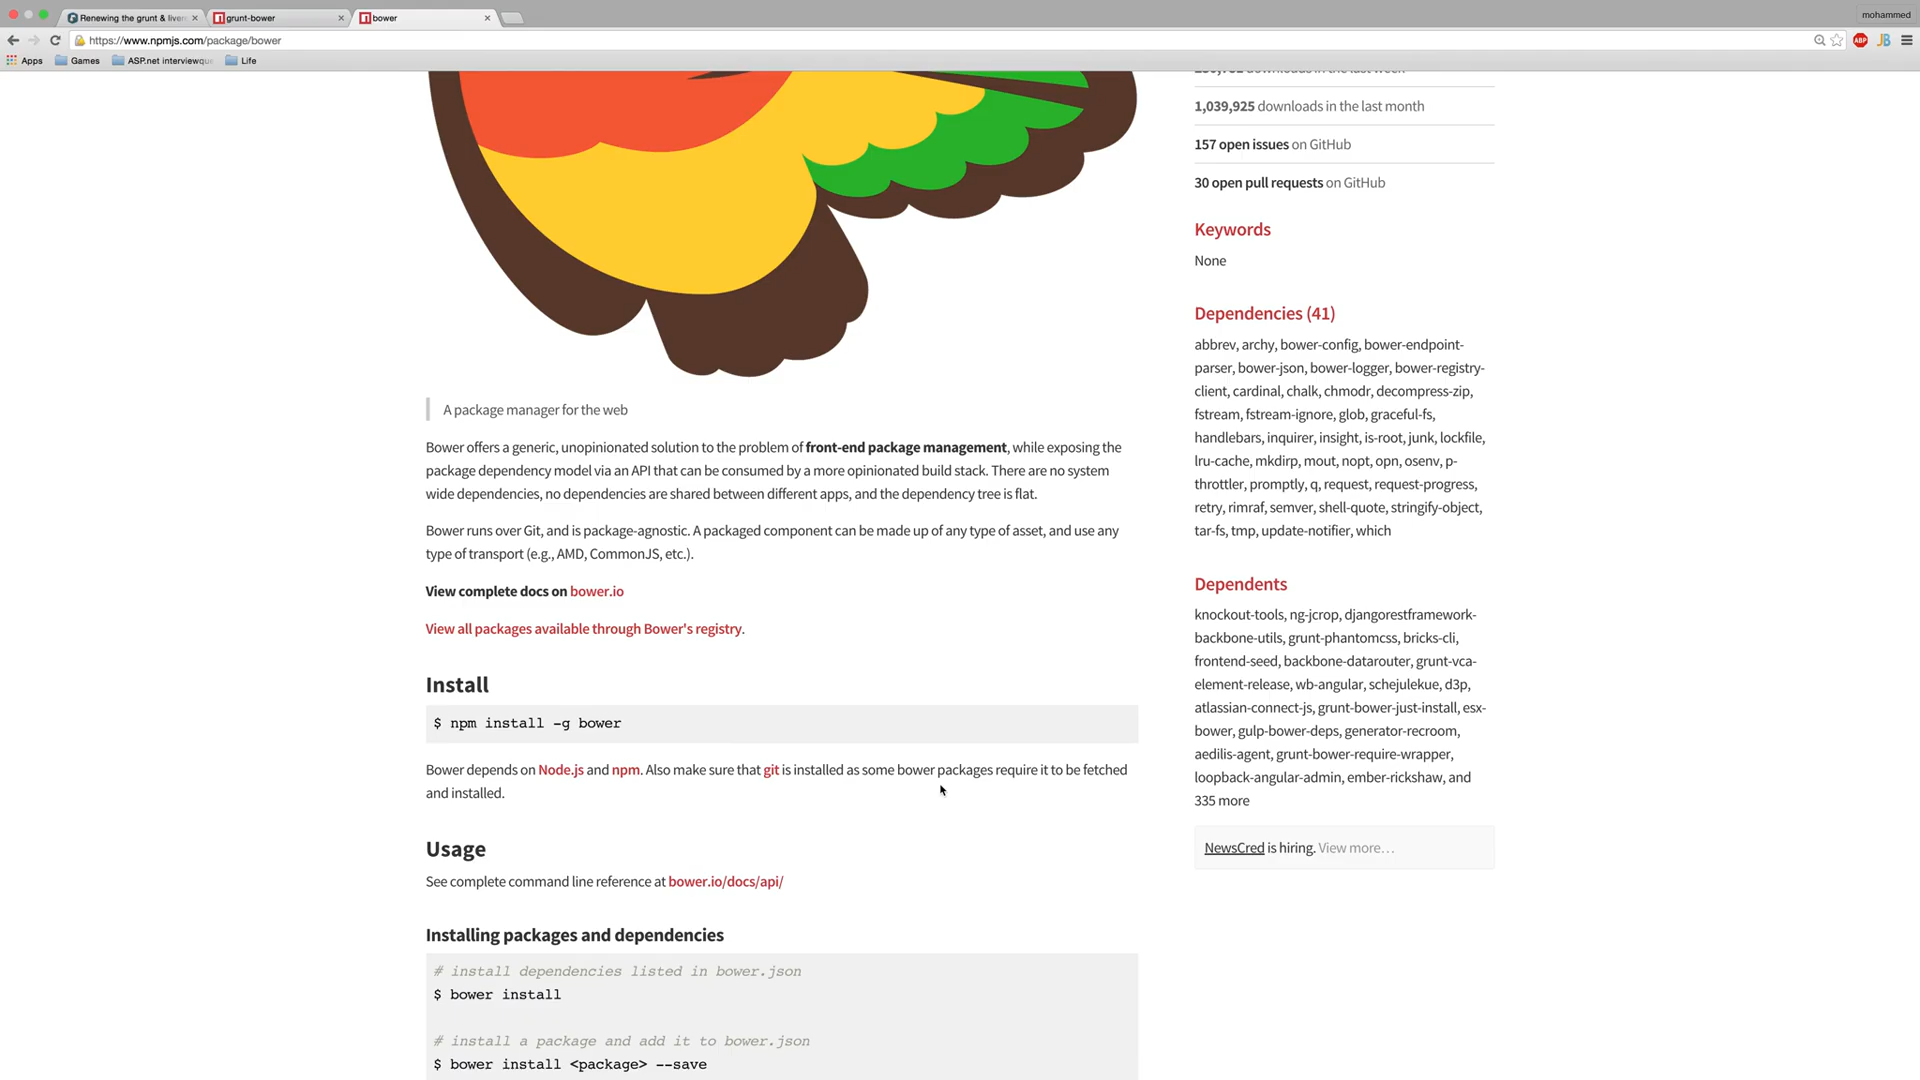 Renewing the grunt & liver
grunt-bower
bower
mohammed
https://www.npmjs.com/package/bower
Apps
Games
ASP.net interviewqu
Life
downloads in the last week
1,039,925 downloads in the last month
157 open issues on GitHub
30 open pull requests on GitHub
Keywords
None
Dependencies (41)
abbrev, archy, bower-config, bower-endpoint-
parser, bower-json, bower-logger, bower-registry-
client, cardinal, chalk, chmodr, decompress-zip,
fstream, fstream-ignore, glob, graceful-fs,
handlebars, inquirer, insight, is-root, junk, lockfile,
lru-cache, mkdirp, mout, nopt, opn, osenv, p-
throttler, promptly, q, request, request-progress,
retry, rimraf, semver, shell-quote, stringify-object,
tar-fs, tmp, update-notifier, which
Dependents
knockout-tools, ng-jcrop, djangorestframework-
backbone-utils, grunt-phantomcss, bricks-cli,
frontend-seed, backbone-datarouter, grunt-vca-
element-release, wb-angular, schejulekue, d3p,
atlassian-connect-js, grunt-bower-just-install, esx-
bower, gulp-bower-deps, generator-recroom,
aedilis-agent, grunt-bower-require-wrapper,
loopback-angular-admin, ember-rickshaw, and
335 more
NewsCred is hiring. View more…
A package manager for the web
Bower offers a generic, unopinionated solution to the problem of front-end package management, while exposing the
package dependency model via an API that can be consumed by a more opinionated build stack. There are no system
wide dependencies, no dependencies are shared between different apps, and the dependency tree is flat.
Bower runs over Git, and is package-agnostic. A packaged component can be made up of any type of asset, and use any
type of transport (e.g., AMD, CommonJS, etc.).
View complete docs on bower.io
View all packages available through Bower's registry.
Install
$ npm install -g bower
Bower depends on Node.js and npm. Also make sure that git is installed as some bower packages require it to be fetched
and installed.
Usage
See complete command line reference at bower.io/docs/api/
Installing packages and dependencies
# install dependencies listed in bower.json
$ bower install
# install a package and add it to bower.json
$ bower install <package> --save